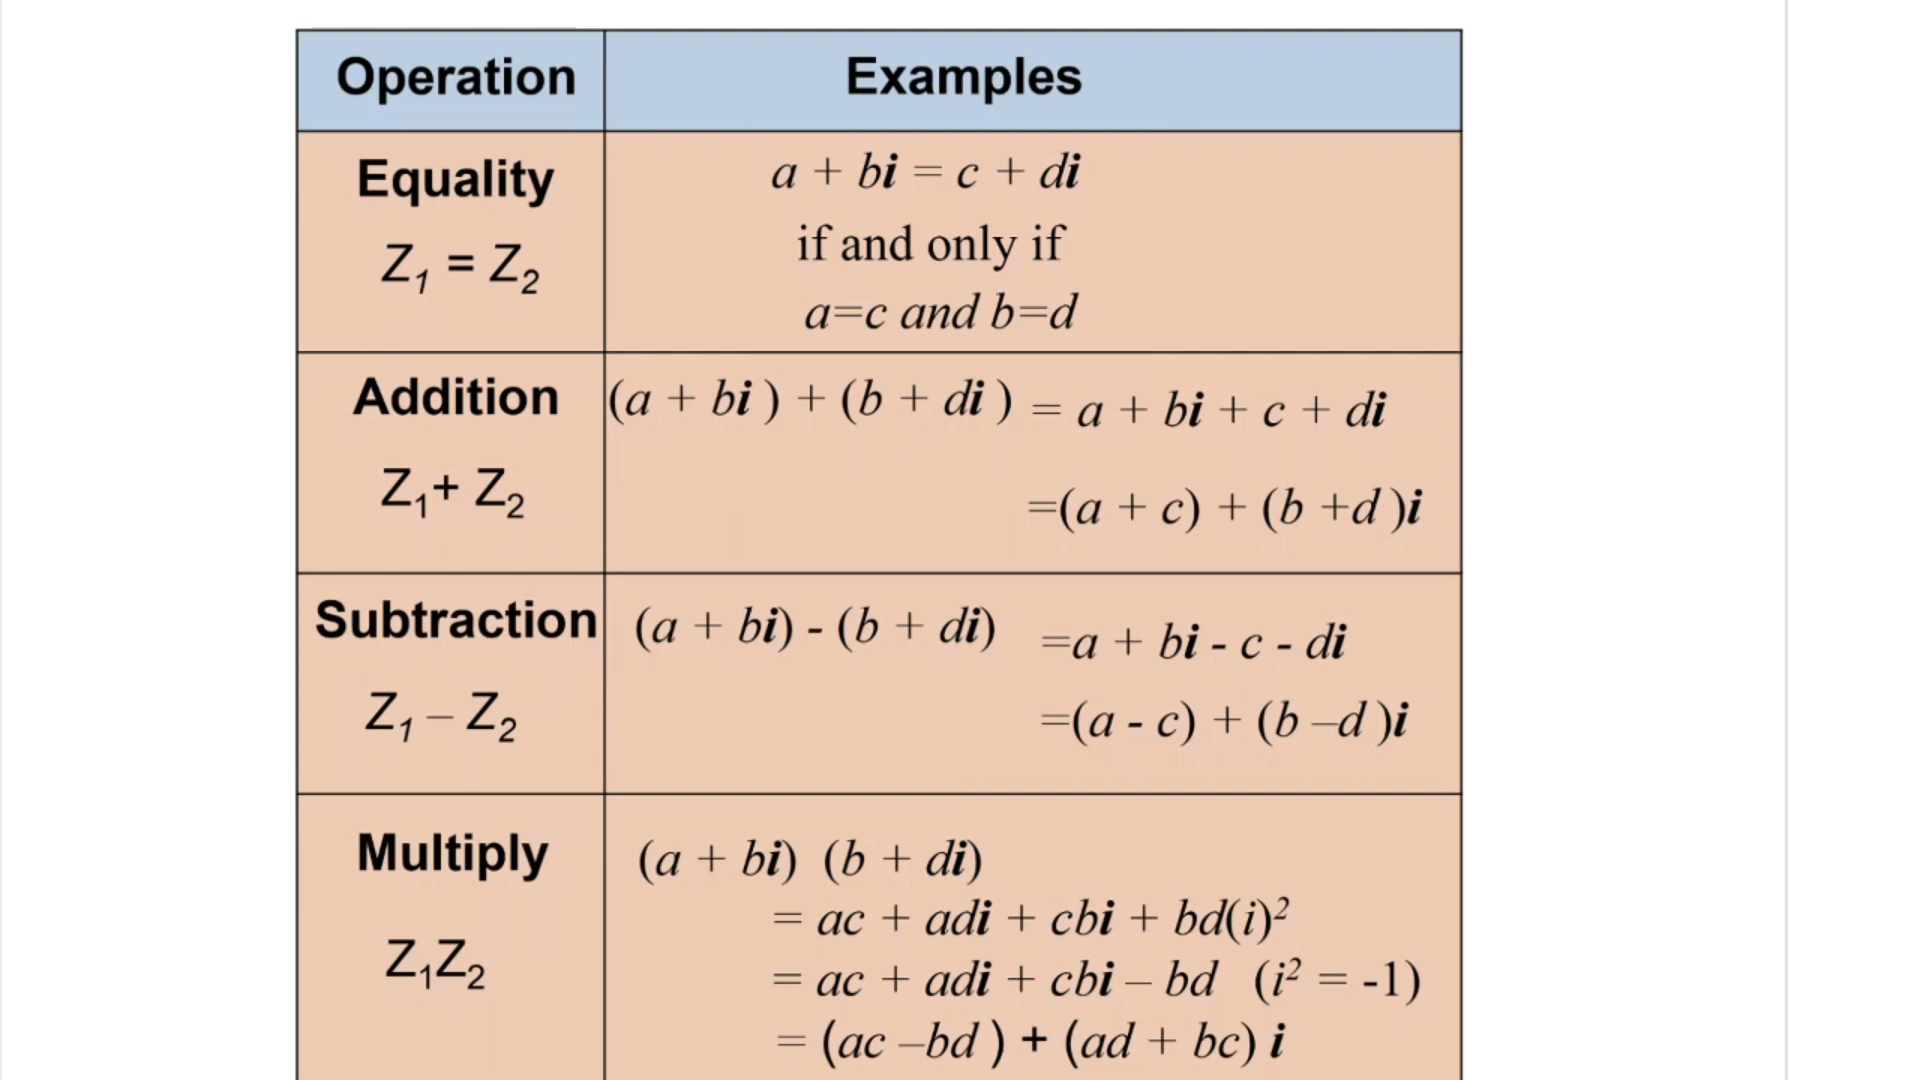 Operation Examples
Equality
Z₁ = Z₂
a + bi = c + di
if and only if
a=c and b=d
Addition
Z₁+ Z₂
(a + bi ) + (b + di ) = a + bi + c + di
=(a + c) + (b +d )i
Subtraction
Z₁ – Z₂
(a + bi) - (b + di) =a + bi - c - di
=(a - c) + (b –d )i
Multiply
Z₁Z₂
(a + bi) (b + di)
= ac + adi + cbi + bd(i)²
= ac + adi + cbi – bd (i² = -1)
= (ac –bd ) + (ad + bc) i